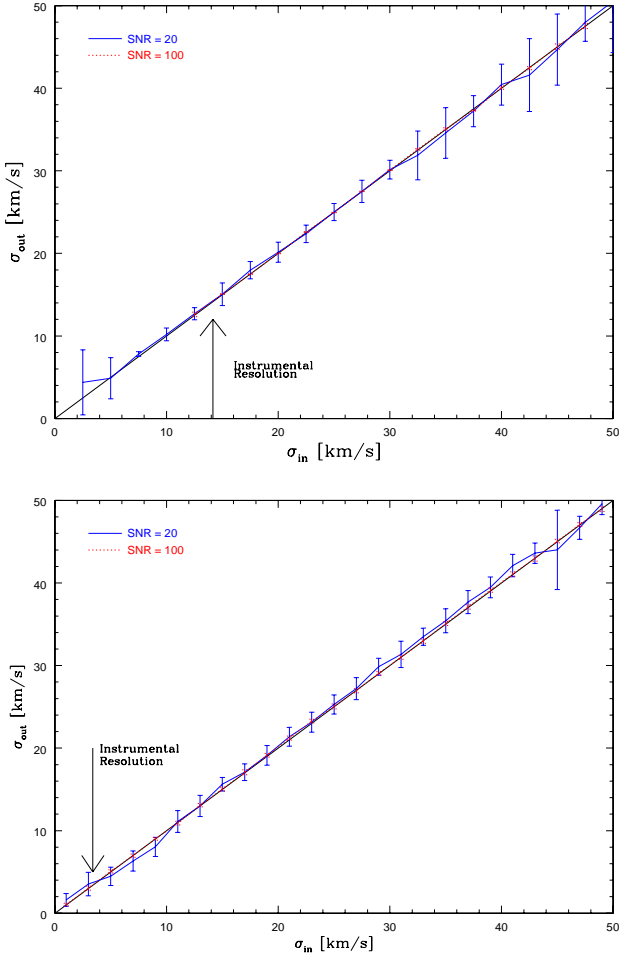 50
SNR = 20
SNR = 100
40
30
20
10
0
σout [km/s]
Instrumental
Resolution
0 10 20 30 40 50
σin [km/s]
50
SNR = 20
SNR = 100
40
30
20
10
0
σout [km/s]
Instrumental
Resolution
0 10 20 30 40 50
σin [km/s]